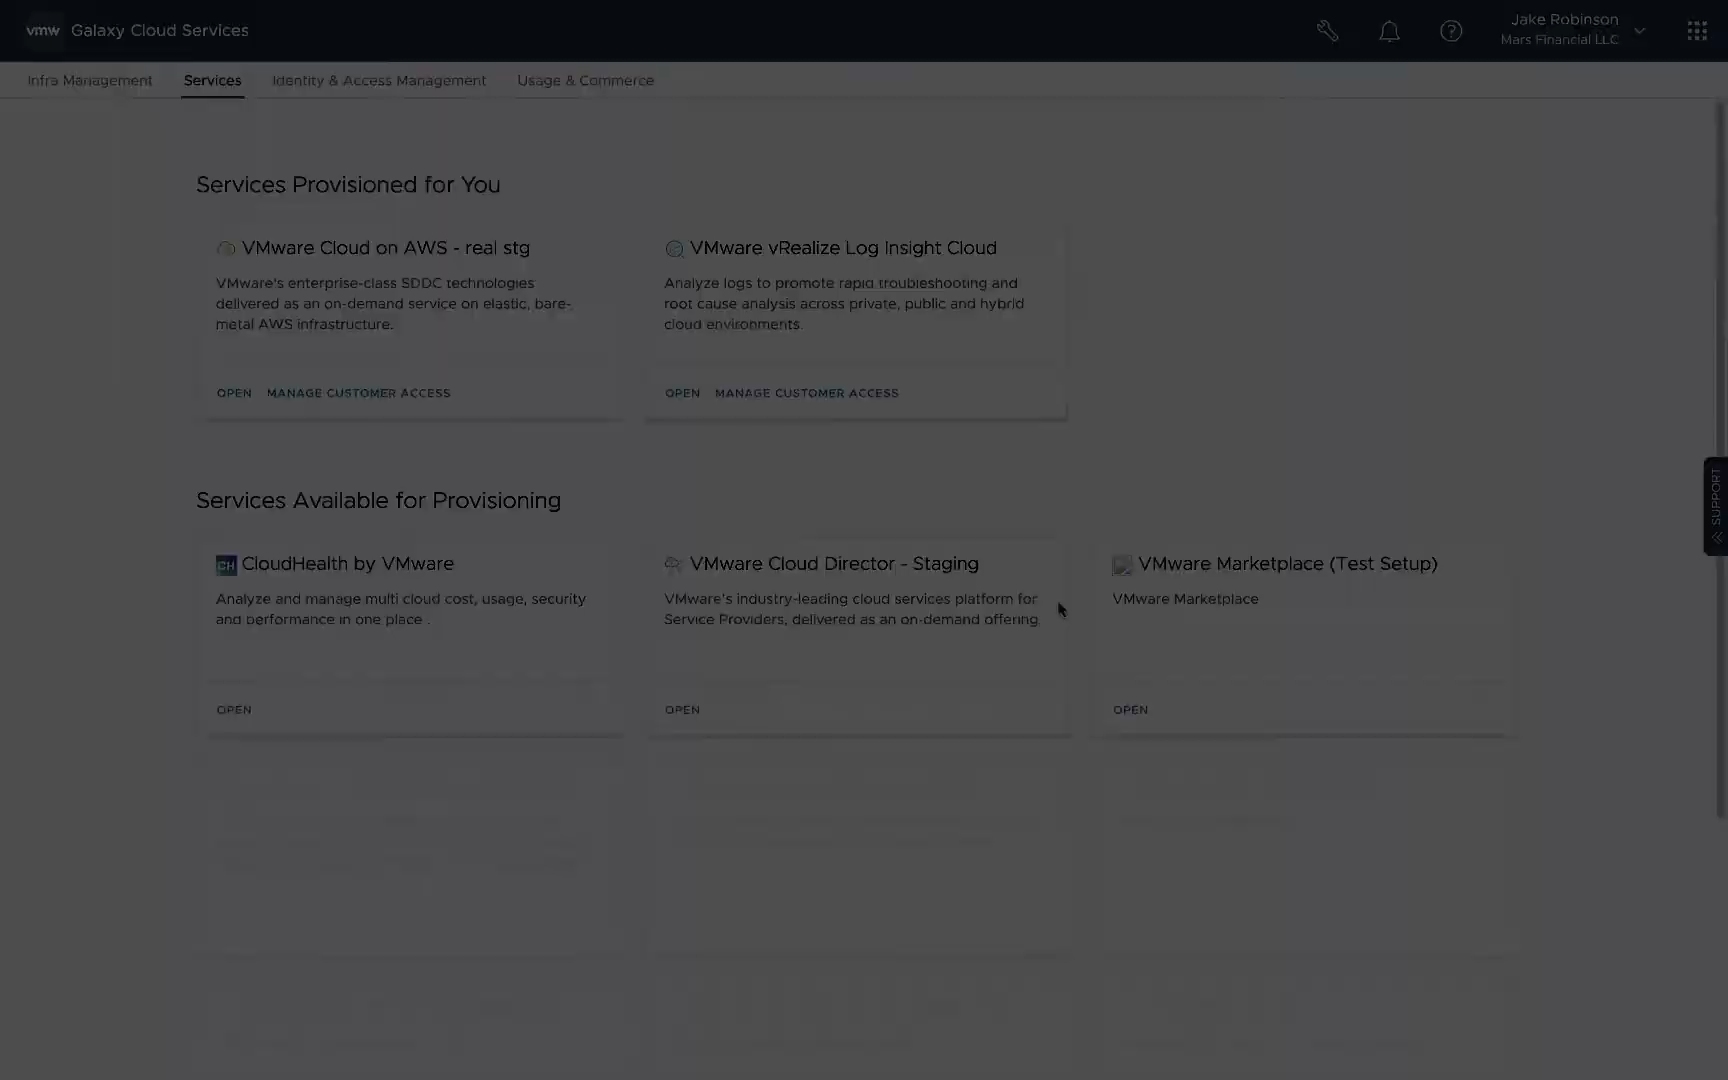 vmw Galaxy Cloud Services
Jake Robinson
Mars Financial LLC
Infra Management Services Identity & Access Management Usage & Commerce
Services Provisioned for You
VMware Cloud on AWS - real stg
VMware's enterprise-class SDDC technologies
delivered as an on-demand service on elastic, bare-
metal AWS infrastructure.
OPEN MANAGE CUSTOMER ACCESS
VMware vRealize Log Insight Cloud
Analyze logs to promote rapid troubleshooting and
root cause analysis across private, public and hybrid
cloud environments.
OPEN MANAGE CUSTOMER ACCESS
SUPPORT
Services Available for Provisioning
CH CloudHealth by VMware
Analyze and manage multi cloud cost, usage, security
and performance in one place .
OPEN
VMware Cloud Director - Staging
VMware's industry-leading cloud services platform for
Service Providers, delivered as an on-demand offering.
OPEN
VMware Marketplace (Test Setup)
VMware Marketplace
OPEN